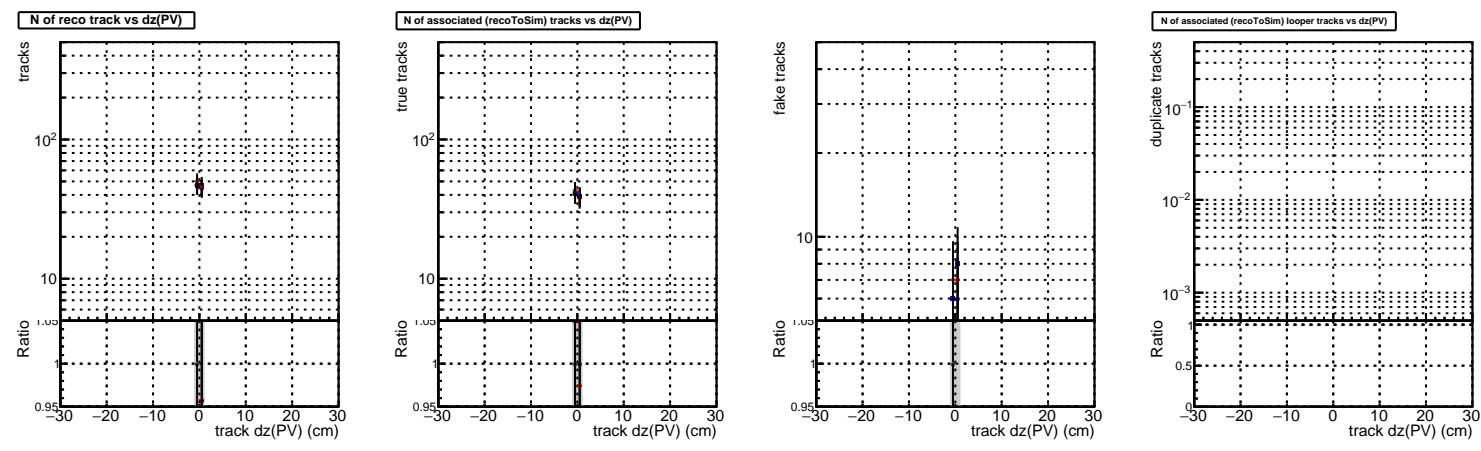 N of reco track vs dz(PV)
tracks
10²
10
Ratio
1.05
1
0.95
−30 −20 −10 0 10 20 30
track dz(PV) (cm)
N of associated (recoToSim) tracks vs dz(PV)
true tracks
10²
10
Ratio
1.05
1
0.95
−30 −20 −10 0 10 20 30
track dz(PV) (cm)
fake tracks
10
Ratio
1.05
1
0.95
−30 −20 −10 0 10 20 30
track dz(PV) (cm)
N of associated (recoToSim) looper tracks vs dz(PV)
duplicate tracks
10⁻¹
10⁻²
10⁻³
Ratio
1
0.5
0
−30 −20 −10 0 10 20 30
track dz(PV) (cm)